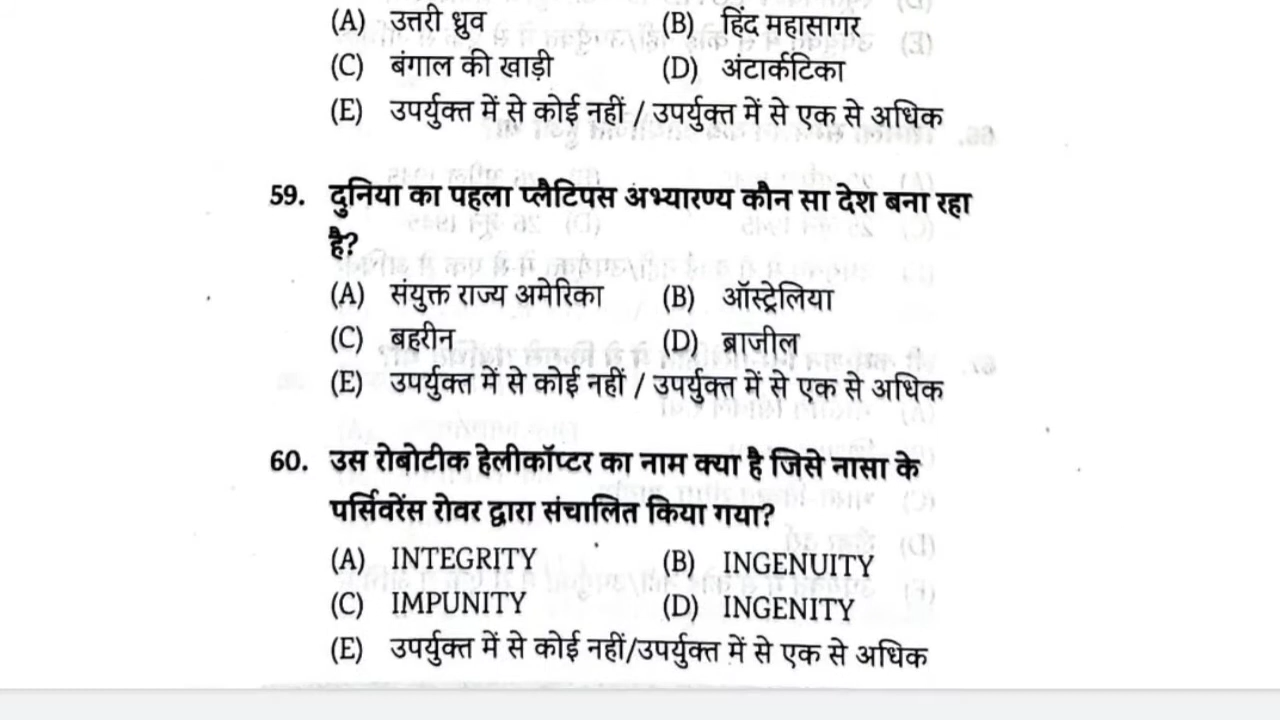 (A) उत्तरी ध्रुव (B) हिंद महासागर
(C) बंगाल की खाड़ी (D) अंटार्कटिका
(E) उपर्युक्त में से कोई नहीं / उपर्युक्त में से एक से अधिक
59. दुनिया का पहला प्लैटिपस अभ्यारण्य कौन सा देश बना रहा
है?
(A) संयुक्त राज्य अमेरिका (B) ऑस्ट्रेलिया
(C) बहरीन (D) ब्राजील
(E) उपर्युक्त में से कोई नहीं / उपर्युक्त में से एक से अधिक
60. उस रोबोटीक हेलीकॉप्टर का नाम क्या है जिसे नासा के
पर्सिवरेंस रोवर द्वारा संचालित किया गया?
(A) INTEGRITY (B) INGENUITY
(C) IMPUNITY (D) INGENITY
(E) उपर्युक्त में से कोई नहीं/उपर्युक्त में से एक से अधिक